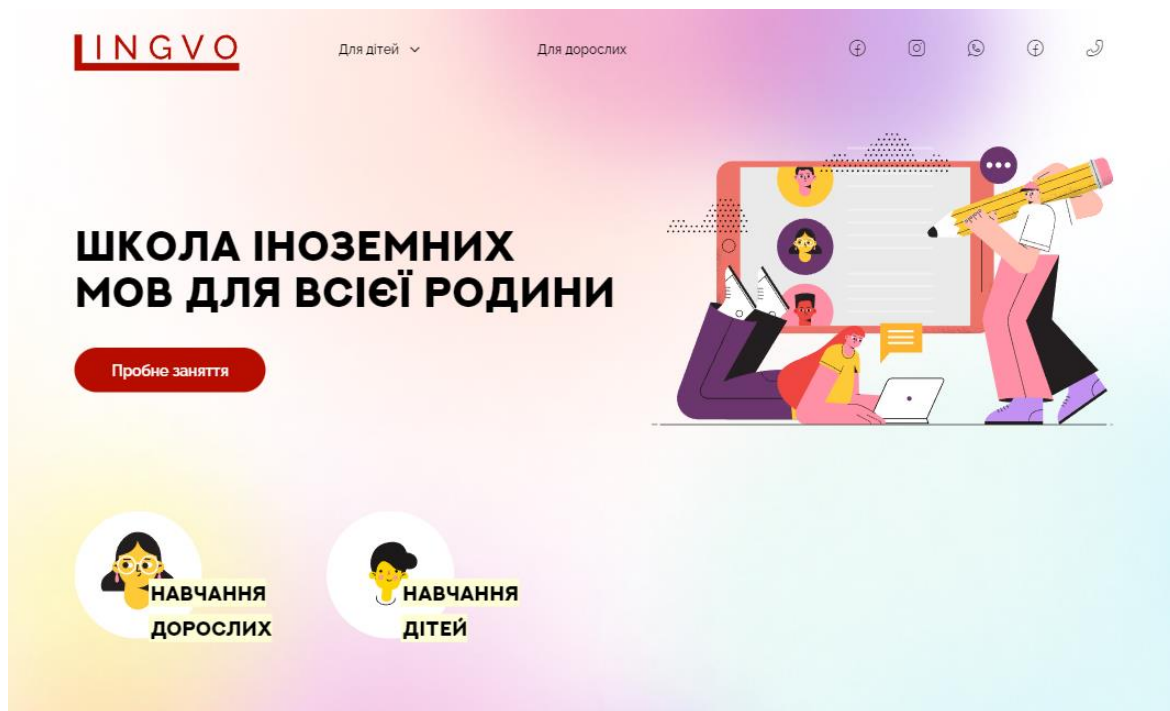 LINGVO
Для дітей
Для дорослих
ШКОЛА ІНОЗЕМНИХ
МОВ ДЛЯ ВСІЄЇ РОДИНИ
Пробне заняття
НАВЧАННЯ
ДОРОСЛИХ
НАВЧАННЯ
ДІТЕЙ